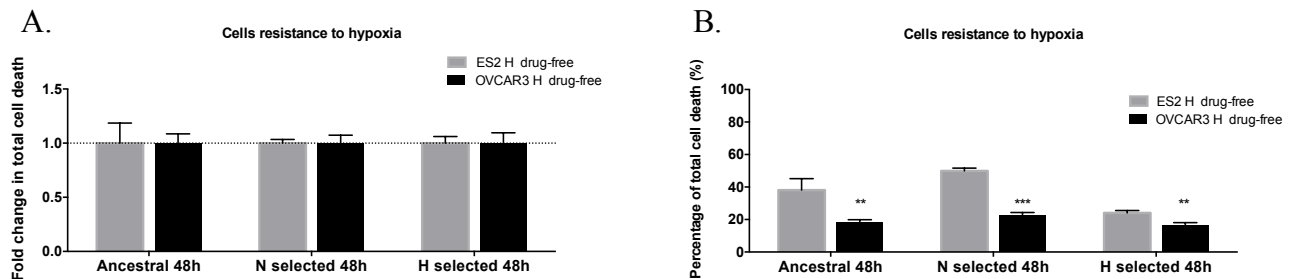 A.
Cells resistance to hypoxia
ES2 H drug-free
OVCAR3 H drug-free
Fold change in total cell death
1.5
1.0
0.5
0.0
Ancestral 48h N selected 48h H selected 48h
B.
Cells resistance to hypoxia
ES2 H drug-free
OVCAR3 H drug-free
Percentage of total cell death (%)
100
80
60
40
20
0
** *** **
Ancestral 48h N selected 48h H selected 48h